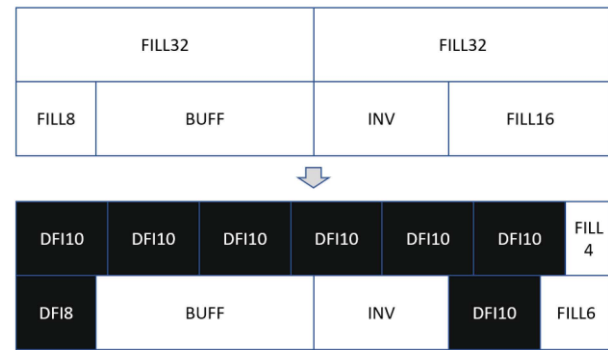 FILL32 FILL32
FILL8 BUFF INV FILL16
DFI10 DFI10 DFI10 DFI10 DFI10 DFI10 FILL
4
DFI8 BUFF INV DFI10 FILL6